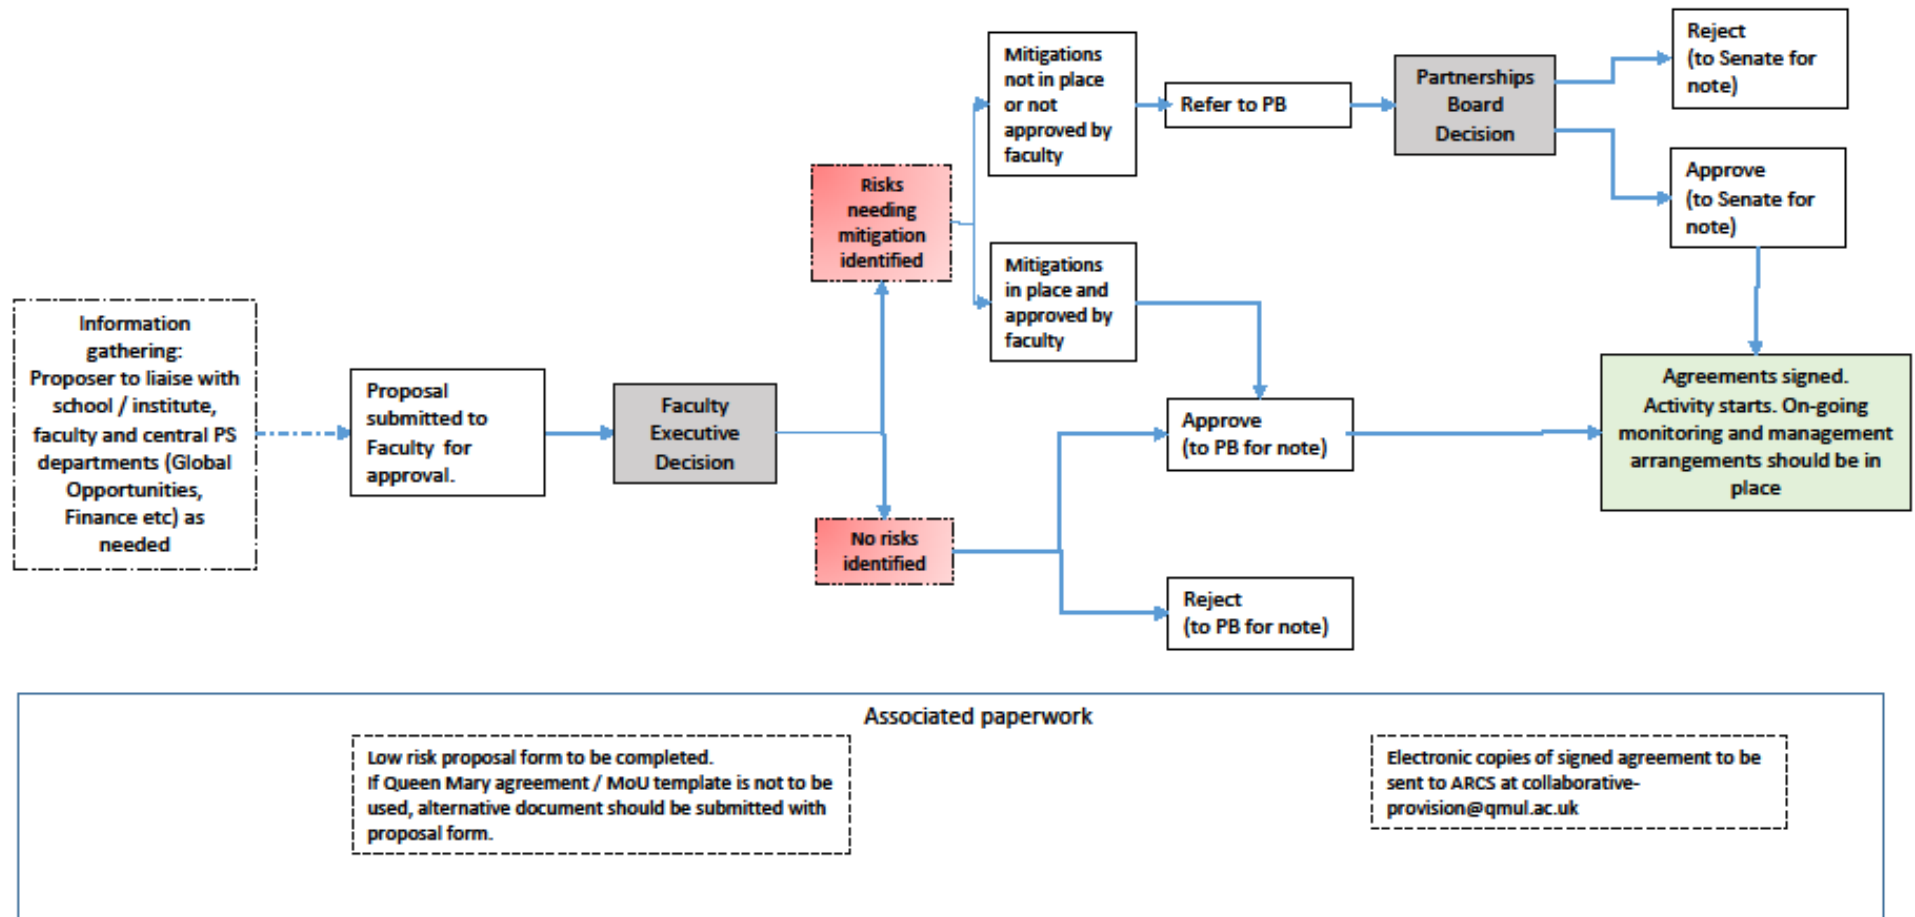 Information
gathering:
Proposer to liaise with
school / institute,
faculty and central PS
departments (Global
Opportunities,
Finance etc) as
needed
Proposal
submitted to
Faculty for
approval.
Faculty
Executive
Decision
Risks
needing
mitigation
identified
No risks
identified
Mitigations
not in place
or not
approved by
faculty
Mitigations
in place and
approved by
faculty
Refer to PB
Partnerships
Board
Decision
Reject
(to Senate for
note)
Approve
(to Senate for
note)
Approve
(to PB for note)
Reject
(to PB for note)
Agreements signed.
Activity starts. On-going
monitoring and management
arrangements should be in
place
Associated paperwork
Low risk proposal form to be completed.
If Queen Mary agreement / MoU template is not to be
used, alternative document should be submitted with
proposal form.
Electronic copies of signed agreement to be
sent to ARCS at collaborative-
provision@qmul.ac.uk